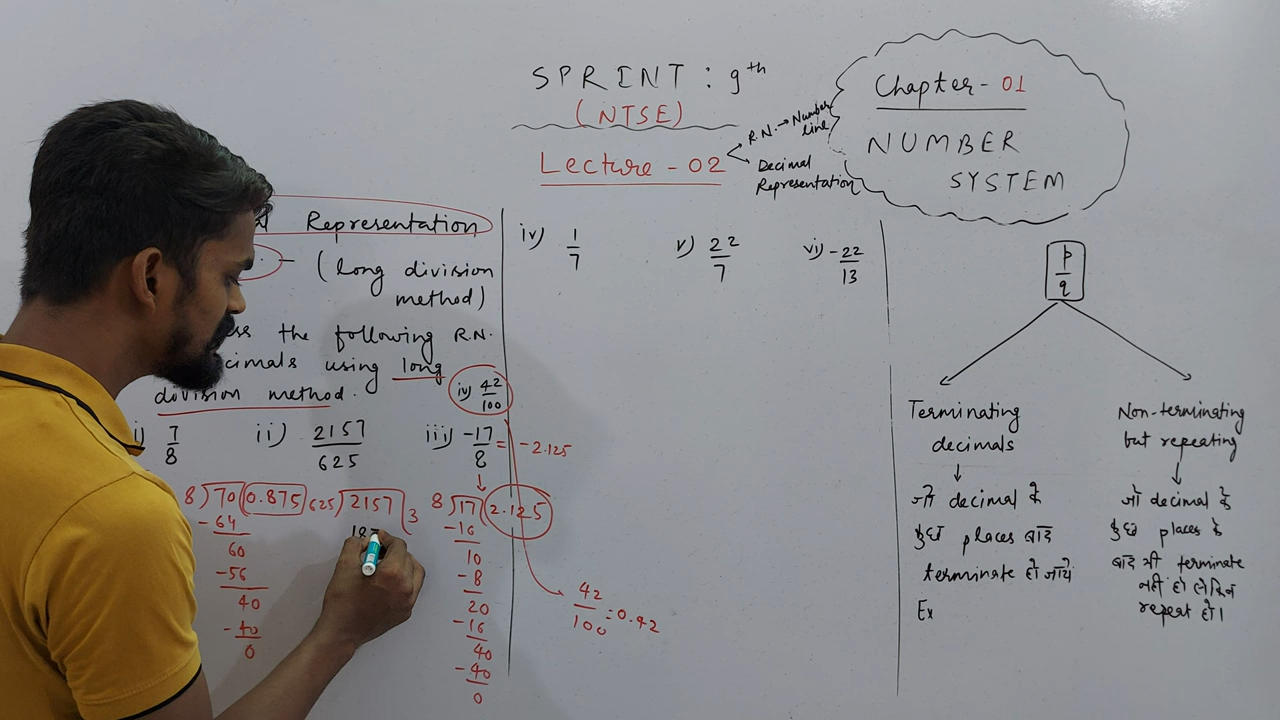 SPRINT : 9th
(NTSE)
Lecture - 02
R.N. → Number line
Decimal Representation
Chapter - 01
NUMBER
SYSTEM
Representation
(long division
method)
the following R.N.
using long
division method.
iv) 42/100
i) 7/8
ii) 2157/625
iii) -17/8 = -2.125
8)70(0.875
-64
60
-56
40
-40
0
625)2157(3
8)17(2.125
-16
10
-8
20
-16
40
-40
0
42/100 = 0.42
iv) 1/7
v) 22/7
vi) -22/13
p/q
Terminating
decimals
जो decimal के
कुछ places बाद
terminate हो जाये
Ex
Non-terminating
but repeating
जो decimal के
कुछ places के
बाद भी terminate
नहीं हो लेकिन
repeat हो।